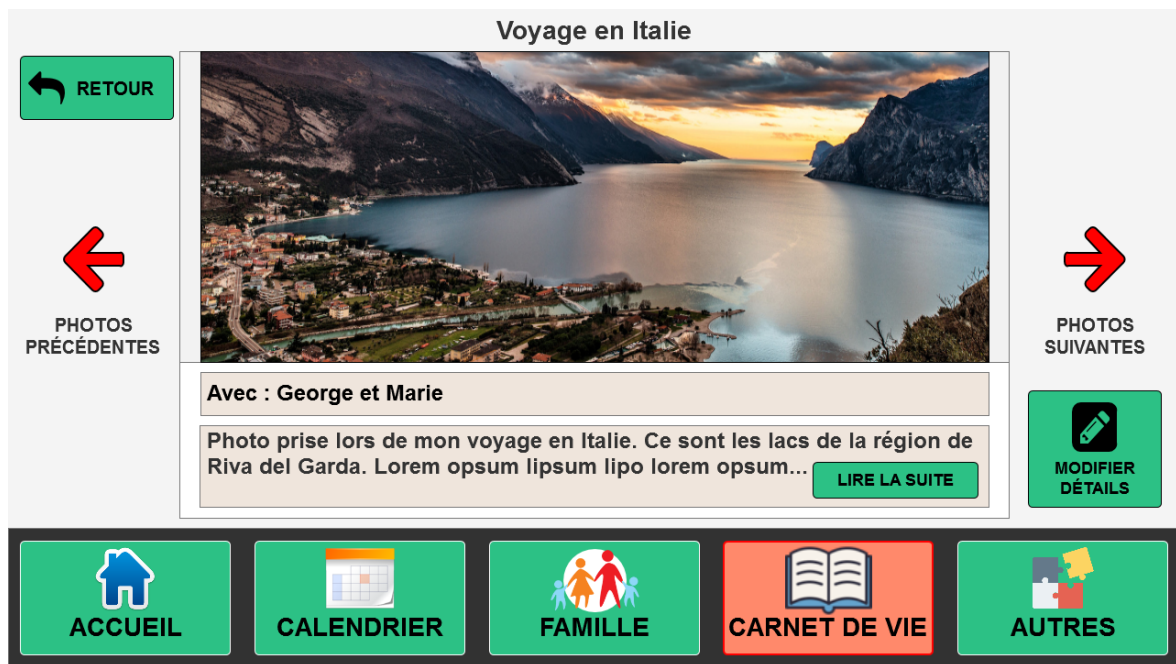 Voyage en Italie
RETOUR
PHOTOS
PRÉCÉDENTES
PHOTOS
SUIVANTES
Avec : George et Marie
Photo prise lors de mon voyage en Italie. Ce sont les lacs de la région de
Riva del Garda. Lorem opsum lipsum lipo lorem opsum...
LIRE LA SUITE
MODIFIER
DÉTAILS
ACCUEIL
CALENDRIER
FAMILLE
CARNET DE VIE
AUTRES